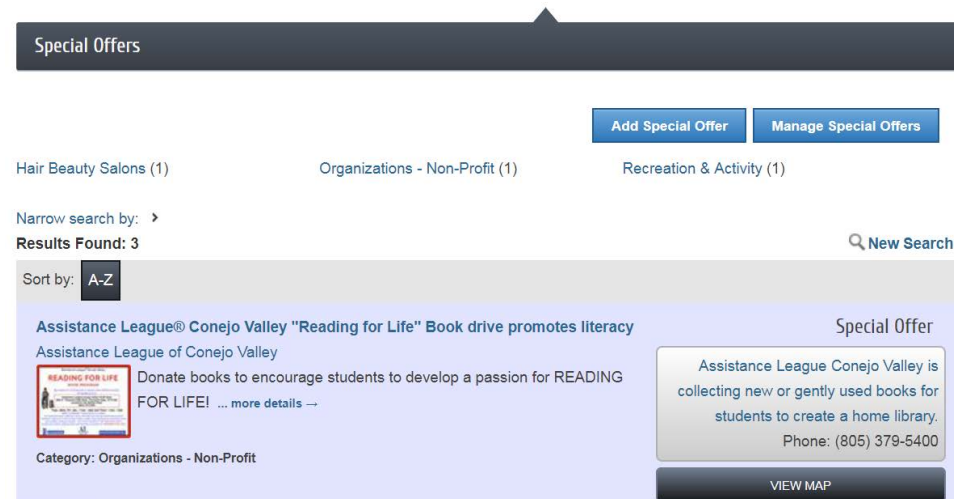 Special Offers
Add Special Offer Manage Special Offers
Hair Beauty Salons (1) Organizations - Non-Profit (1) Recreation & Activity (1)
Narrow search by:
Results Found: 3
New Search
Sort by: A-Z
Assistance League® Conejo Valley "Reading for Life" Book drive promotes literacy
Assistance League of Conejo Valley
READING FOR LIFE
Donate books to encourage students to develop a passion for READING
FOR LIFE! ... more details →
Category: Organizations - Non-Profit
Special Offer
Assistance League Conejo Valley is
collecting new or gently used books for
students to create a home library.
Phone: (805) 379-5400
VIEW MAP